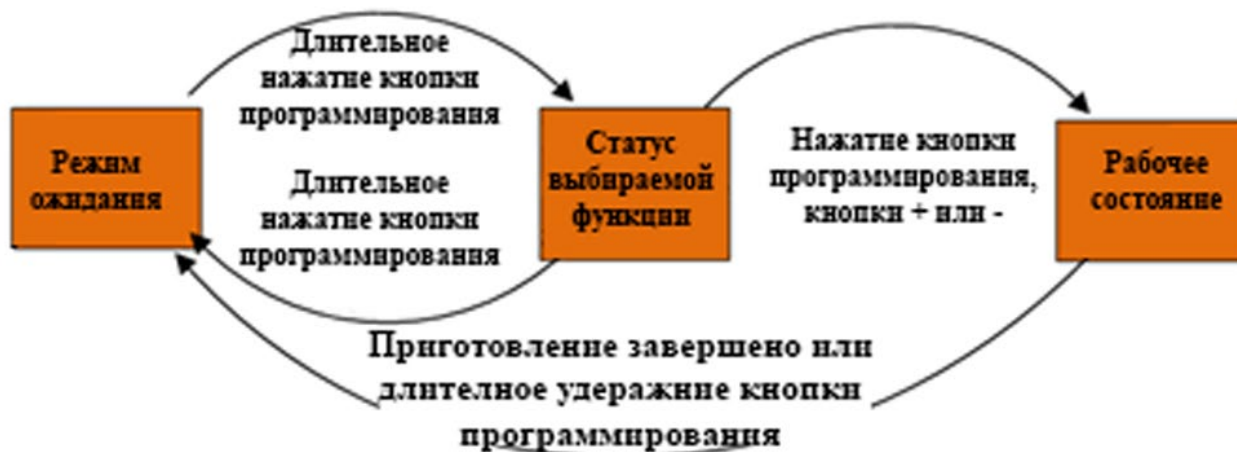 Длительное
нажатие кнопки
программирования
Режим
ожидания
Длительное
нажатие кнопки
программирования
Статус
выбираемой
функции
Нажатие кнопки
программирования,
кнопки + или -
Рабочее
состояние
Приготовление завершено или
длителное удеражние кнопки
программирования